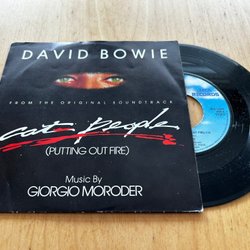 DAVID BOWIE
FROM THE ORIGINAL SOUNDTRACK
cat people
(PUTTING OUT FIRE)
Music By
GIORGIO MORODER